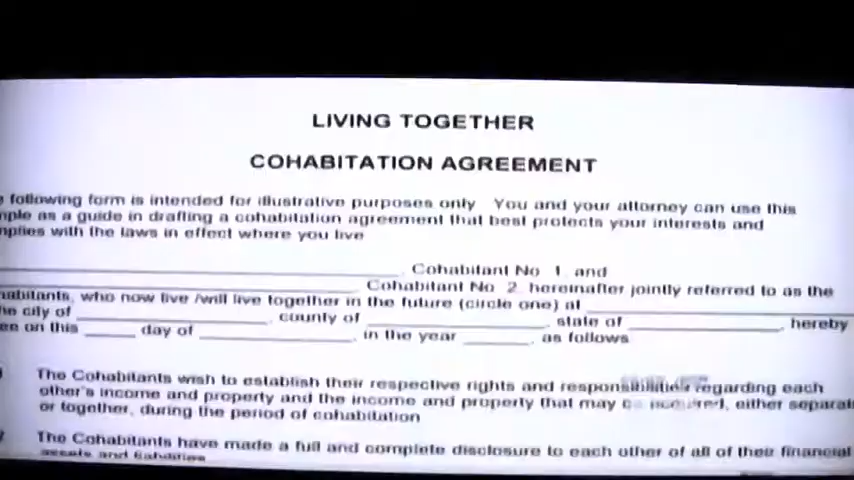 LIVING TOGETHER
COHABITATION AGREEMENT
following form is intended for illustrative purposes only You and your attorney can use this
as a guide in drafting a cohabitation agreement that best protects your interests and
with the laws in effect where you live
, Cohabitant No. 1, and
, Cohabitant No. 2, hereinafter jointly referred to as the
who now live /will live together in the future (circle one) at
city of , county of , state of , hereby
on this day of , in the year , as follows
The Cohabitants wish to establish their respective rights and responsibilities regarding each
other's income and property and the income and property that may be acquired, either
or together, during the period of cohabitation
The Cohabitants have made a full and complete disclosure to each other of all of their financial
assets and liabilities